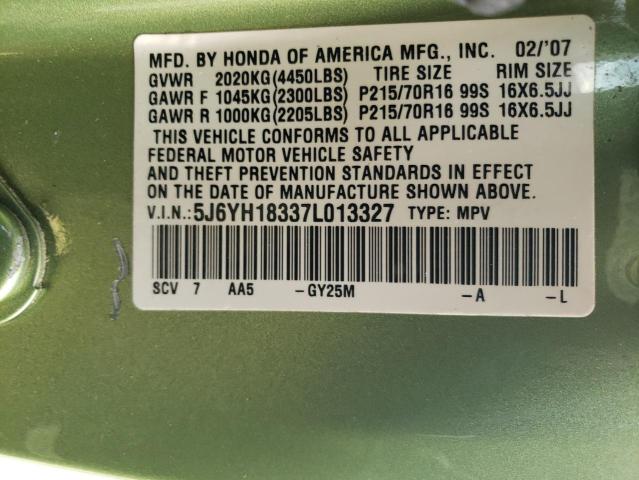 MFD. BY HONDA OF AMERICA MFG., INC. 02/'07
GVWR 2020KG(4450LBS) TIRE SIZE RIM SIZE
GAWR F 1045KG(2300LBS) P215/70R16 99S 16X6.5JJ
GAWR R 1000KG(2205LBS) P215/70R16 99S 16X6.5JJ
THIS VEHICLE CONFORMS TO ALL APPLICABLE
FEDERAL MOTOR VEHICLE SAFETY
AND THEFT PREVENTION STANDARDS IN EFFECT
ON THE DATE OF MANUFACTURE SHOWN ABOVE.
V.I.N.:5J6YH18337L013327 TYPE: MPV
SCV 7 AA5 -GY25M -A -L